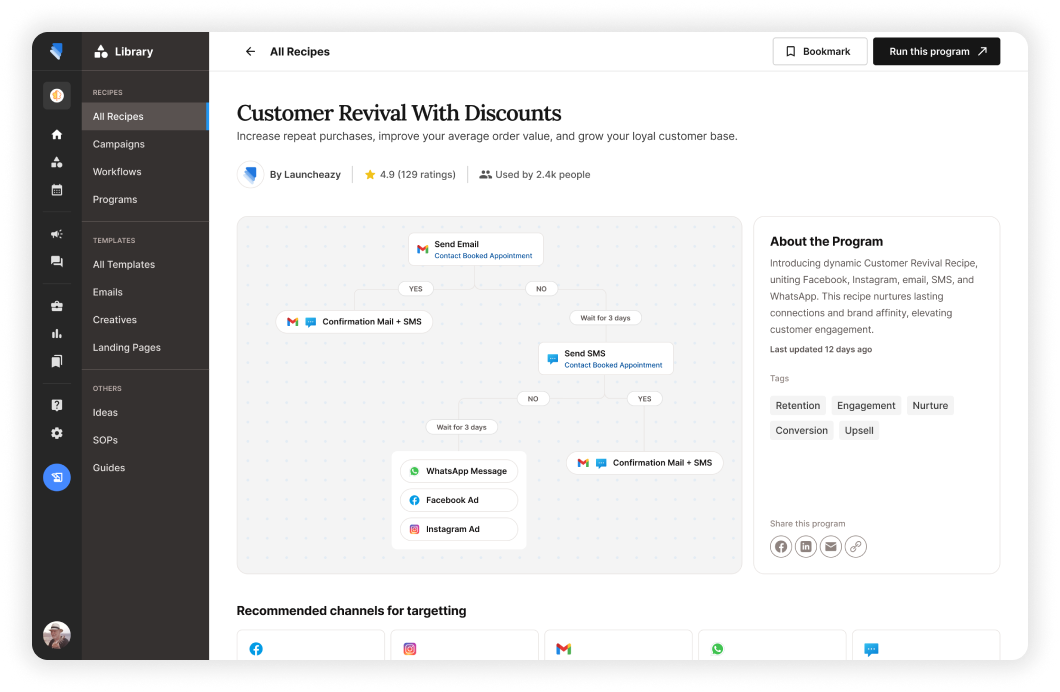 Library
RECIPES
All Recipes
Campaigns
Workflows
Programs
TEMPLATES
All Templates
Emails
Creatives
Landing Pages
OTHERS
Ideas
SOPs
Guides
All Recipes
Bookmark
Run this program
Customer Revival With Discounts
Increase repeat purchases, improve your average order value, and grow your loyal customer base.
By Launcheazy
4.9 (129 ratings)
Used by 2.4k people
Send Email
Contact Booked Appointment
YES
NO
Confirmation Mail + SMS
Wait for 3 days
Send SMS
Contact Booked Appointment
NO
YES
Wait for 3 days
Confirmation Mail + SMS
WhatsApp Message
Facebook Ad
Instagram Ad
About the Program
Introducing dynamic Customer Revival Recipe,
uniting Facebook, Instagram, email, SMS, and
WhatsApp. This recipe nurtures lasting
connections and brand affinity, elevating
customer engagement.
Last updated 12 days ago
Tags
Retention
Engagement
Nurture
Conversion
Upsell
Share this program
Recommended channels for targetting